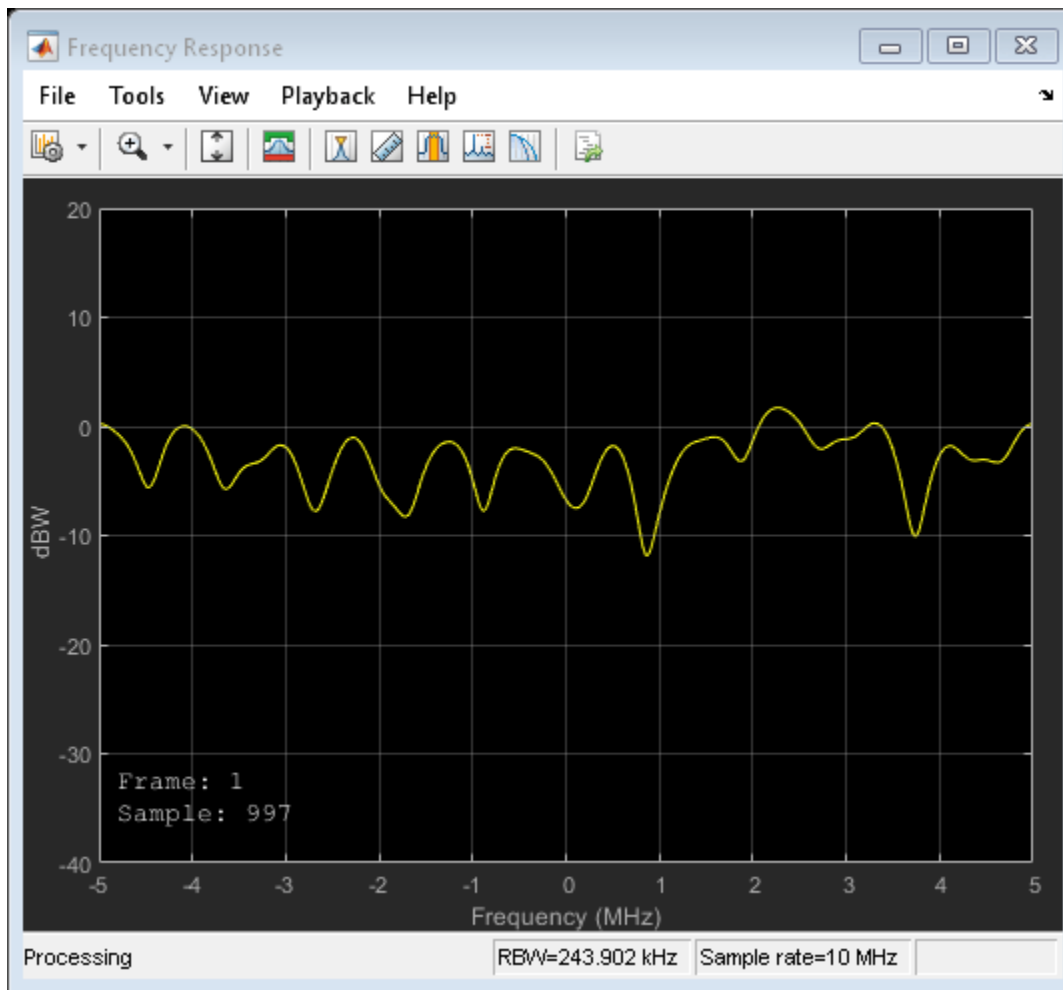 Frequency Response
File Tools View Playback Help
20
10
0
-10
-20
-30
-40
dBW
Frame: 1
Sample: 997
-5 -4 -3 -2 -1 0 1 2 3 4 5
Frequency (MHz)
Processing RBW=243.902 kHz Sample rate=10 MHz